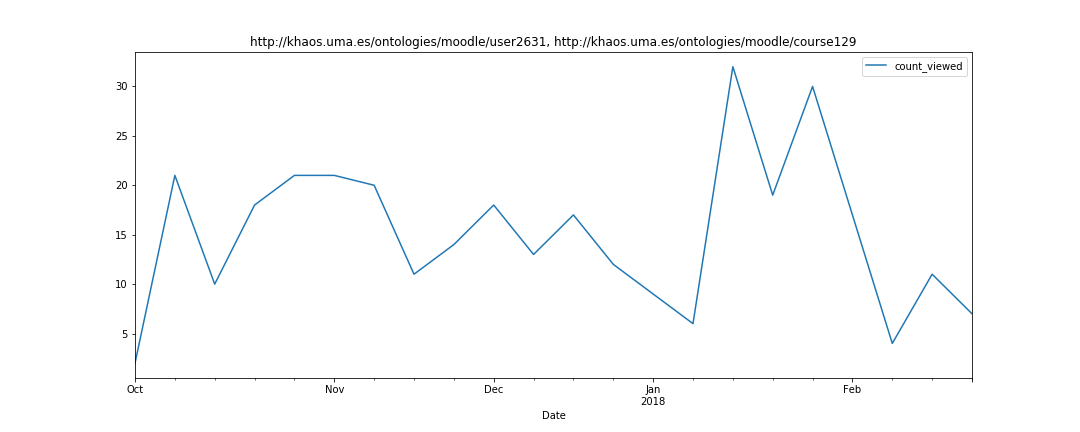 http://khaos.uma.es/ontologies/moodle/user2631, http://khaos.uma.es/ontologies/moodle/course129
count_viewed
30
25
20
15
10
5
Oct Nov Dec Jan Feb
2018
Date